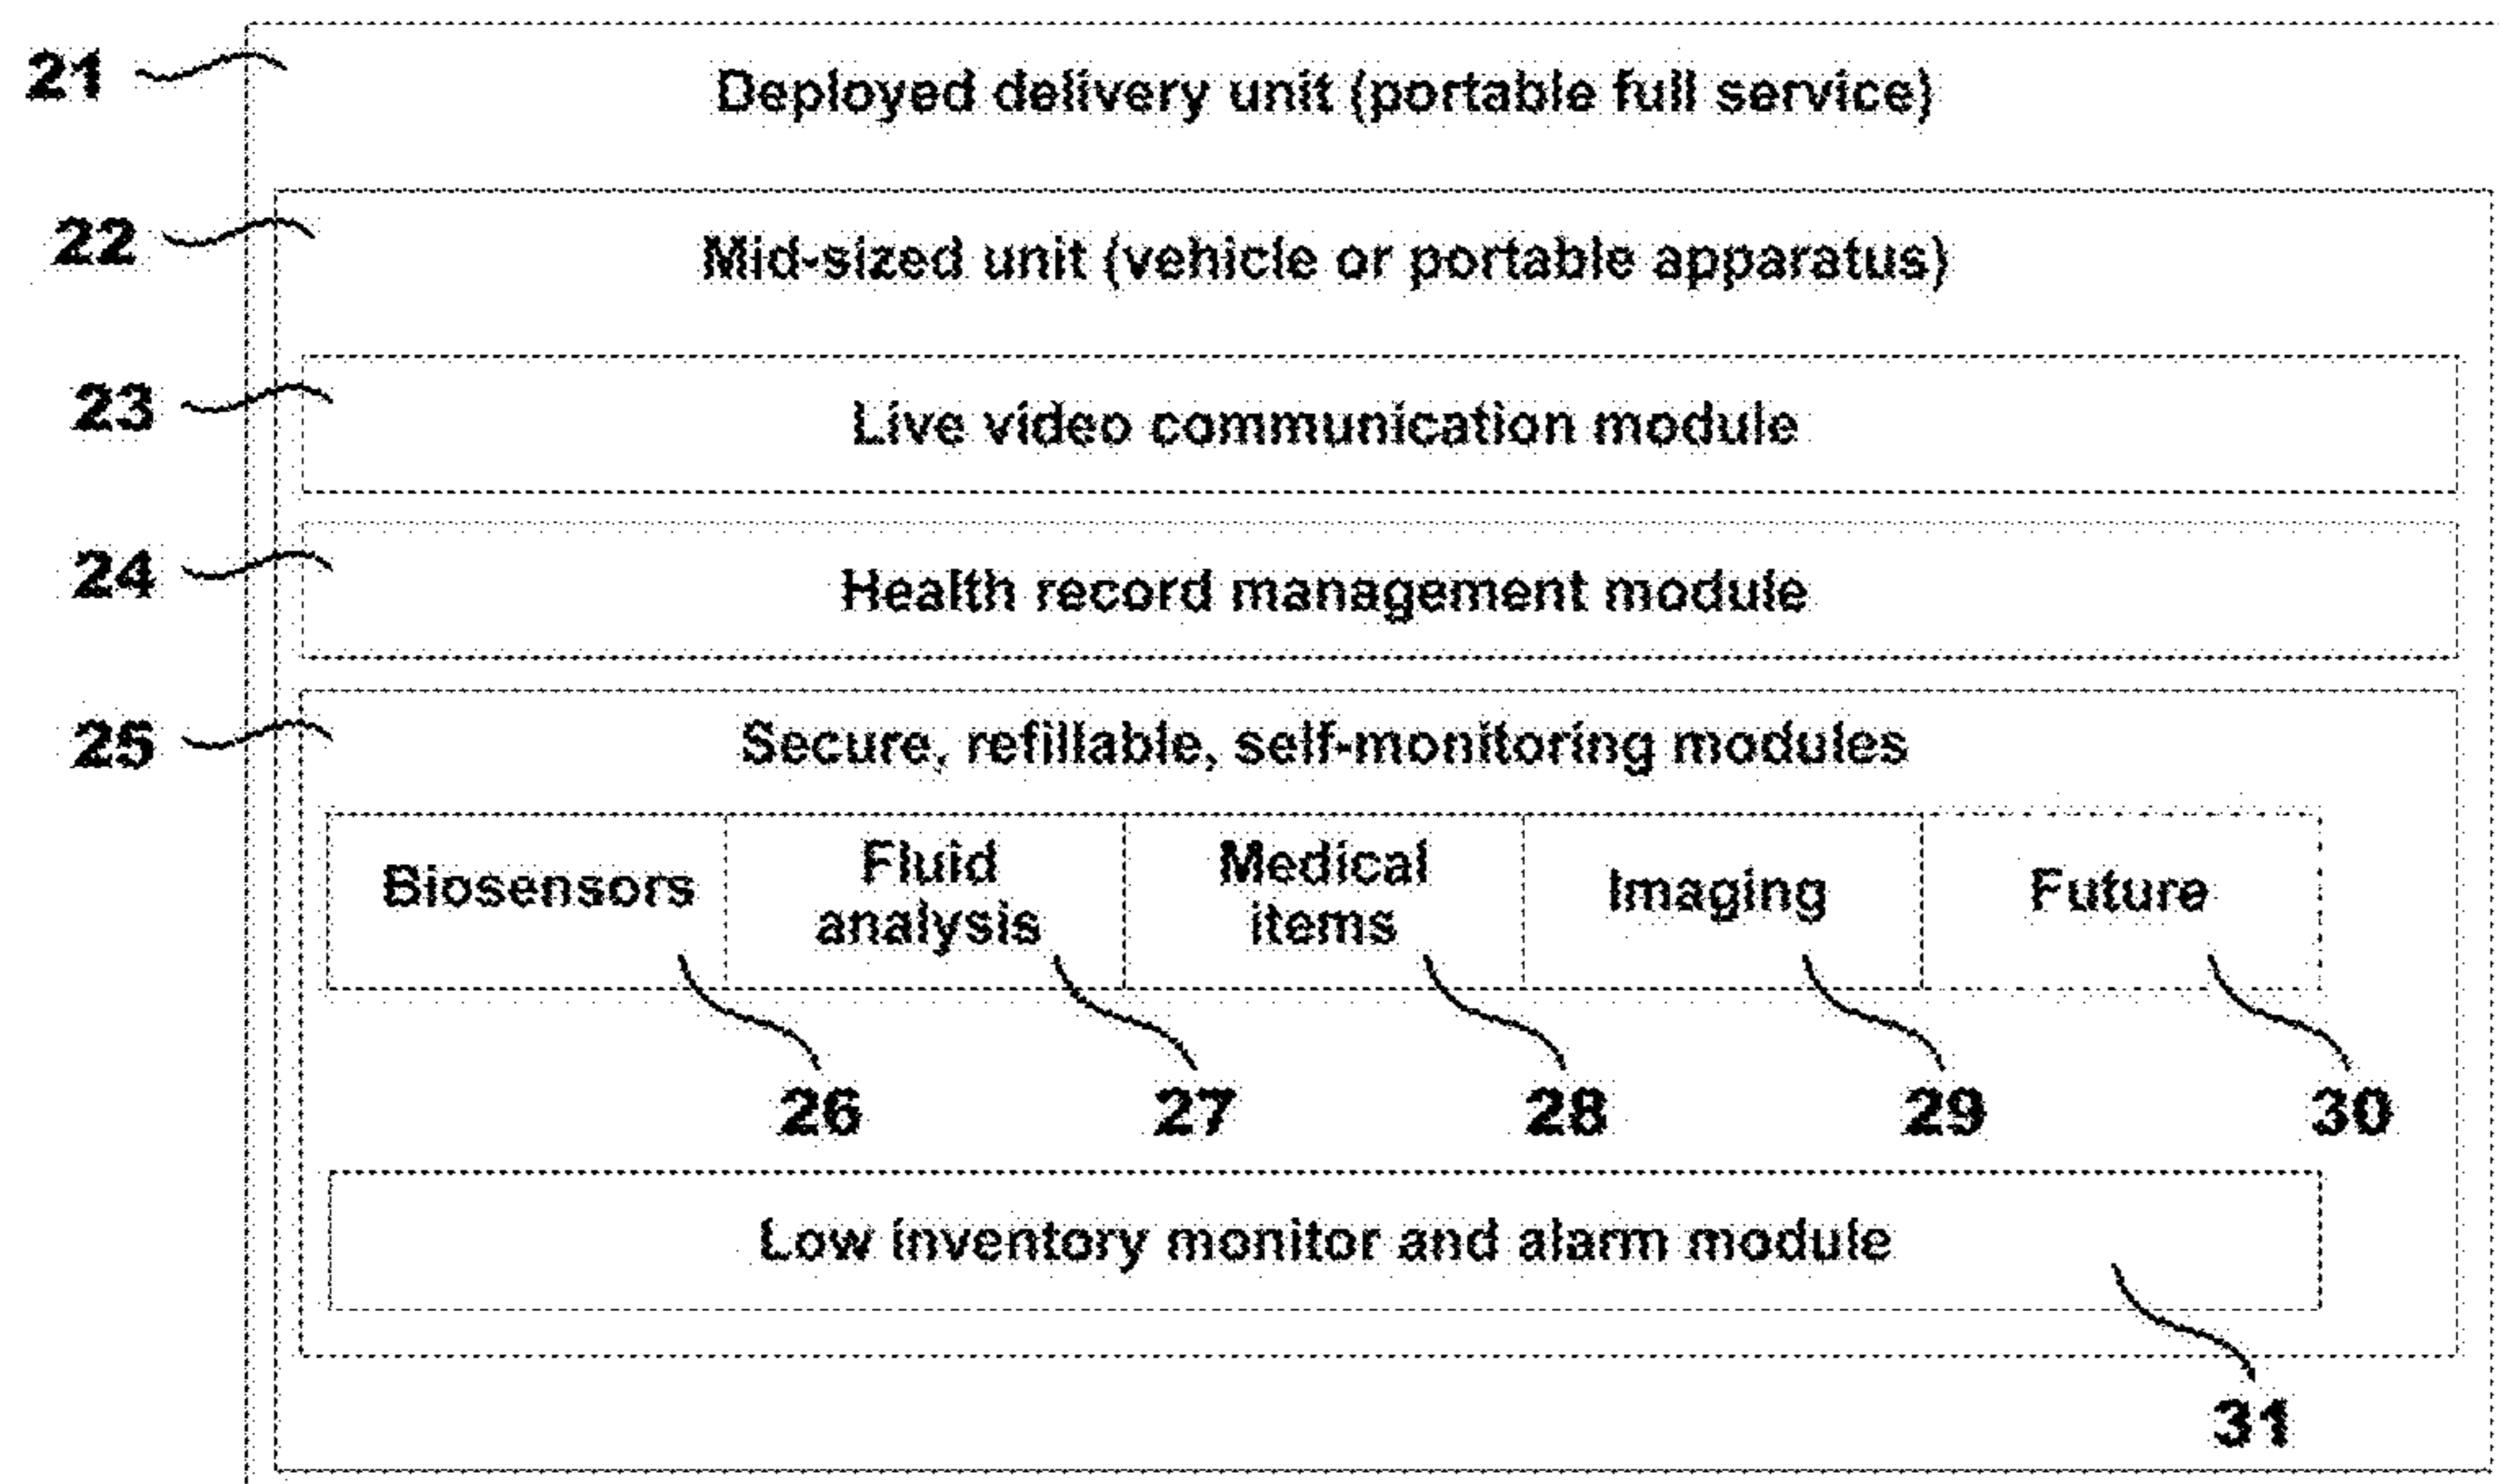 21
Deployed delivery unit (portable full service)
22
Mid-sized unit (vehicle or portable apparatus)
23
Live video communication module
24
Health record management module
25
Secure, refillable, self-monitoring modules
Biosensors
Fluid
analysis
Medical
items
Imaging
Future
26
27
28
29
30
Low inventory monitor and alarm module
31